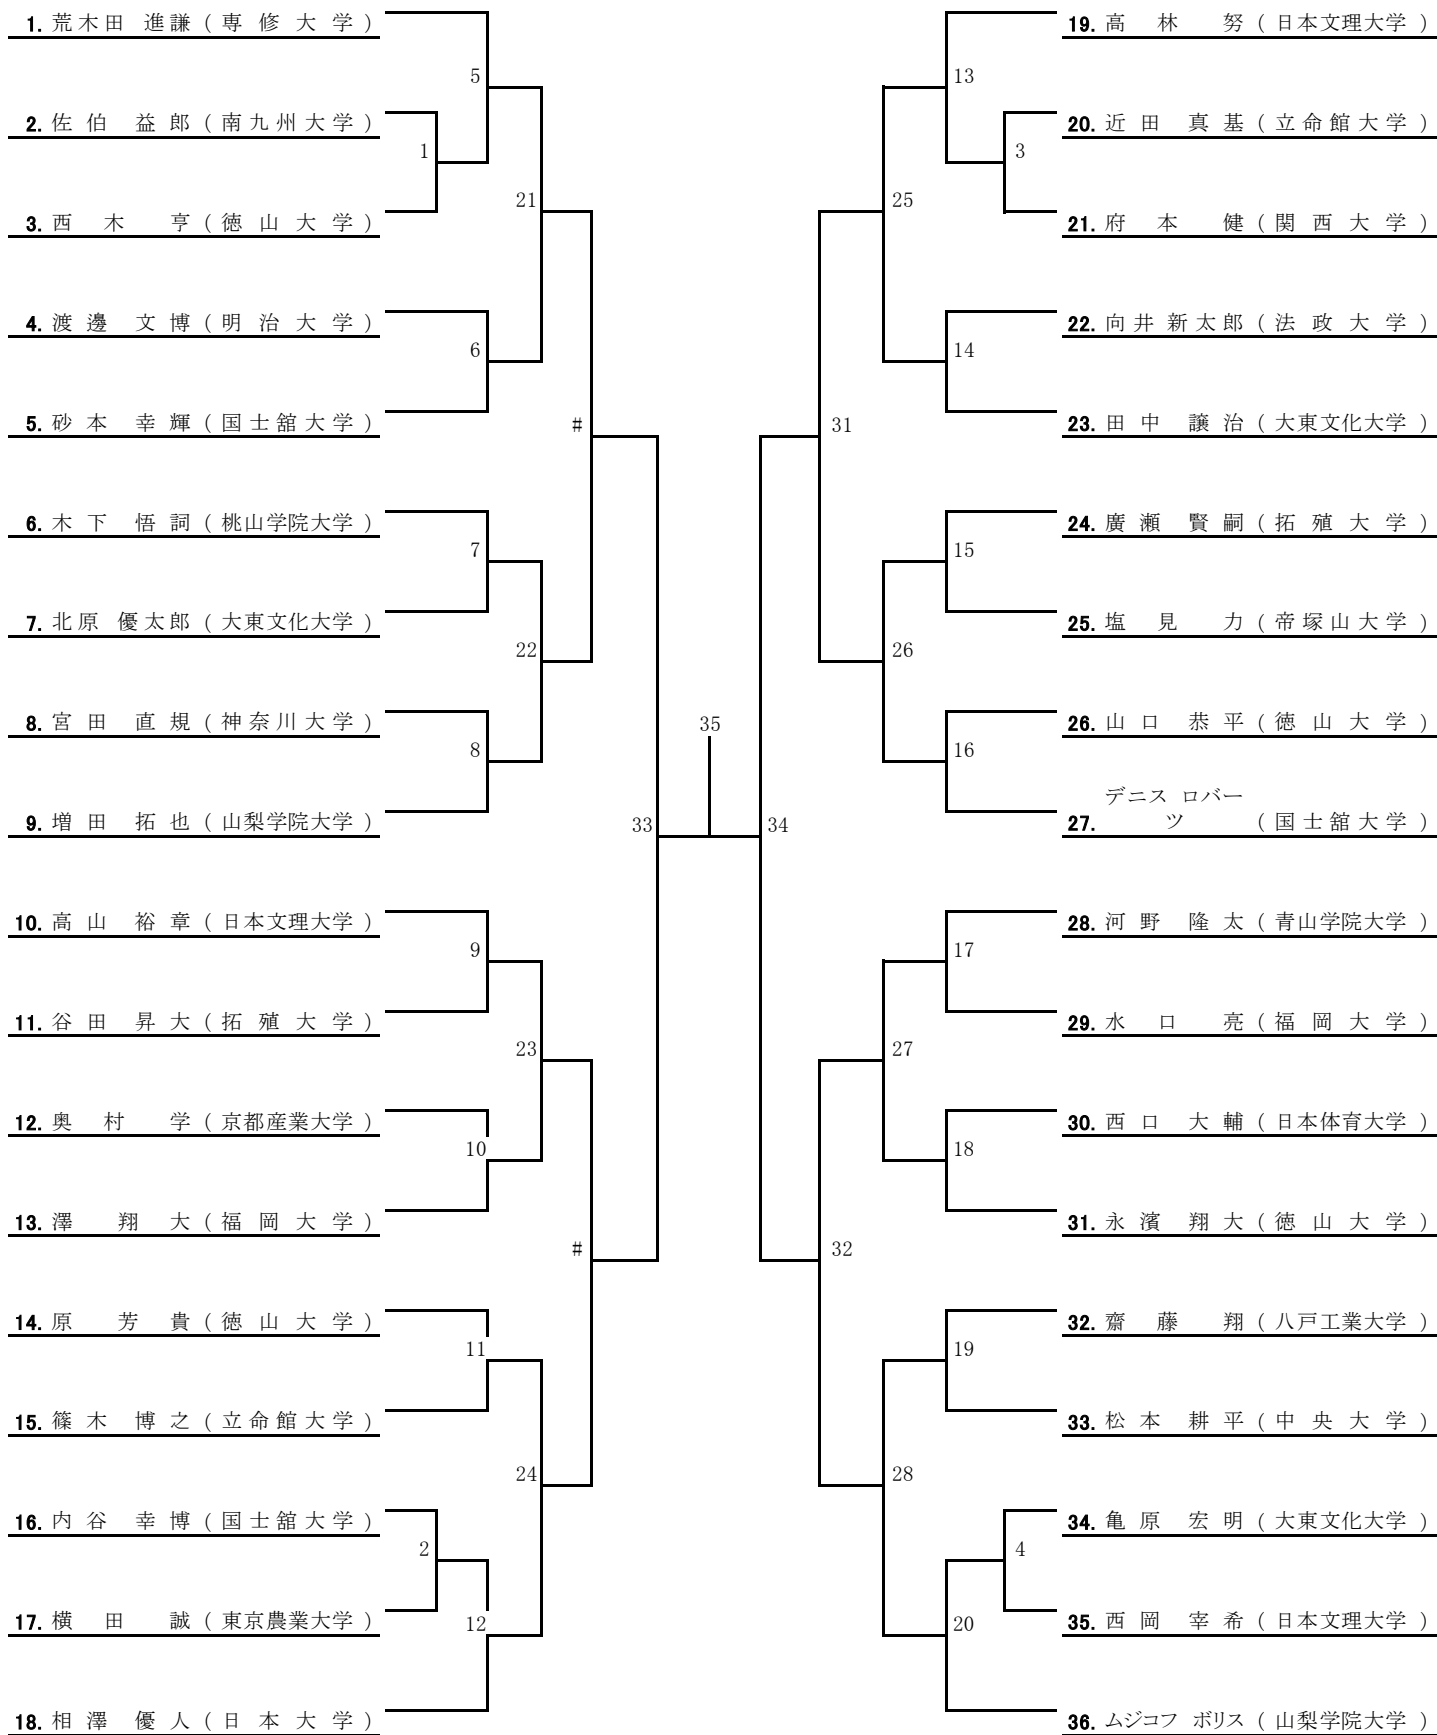 1. 荒木田 進謙 ( 専 修 大 学 )
5
2. 佐 伯 益 郎 ( 南 九 州 大 学 )
1
3. 西 木 亨 ( 徳 山 大 学 )
21
4. 渡 邊 文 博 ( 明 治 大 学 )
6
5. 砂 本 幸 輝 ( 国 士 舘 大 学 )
#
6. 木 下 悟 詞 ( 桃山学院大学 )
7
7. 北 原 優 太 郎 ( 大東文化大学 )
22
8. 宮 田 直 規 ( 神 奈 川 大 学 )
8
9. 増 田 拓 也 ( 山梨学院大学 )
33
10. 高 山 裕 章 ( 日本文理大学 )
9
11. 谷 田 昇 大 ( 拓 殖 大 学 )
23
12. 奥 村 学 ( 京都産業大学 )
10
13. 澤 翔 大 ( 福 岡 大 学 )
#
14. 原 芳 貴 ( 徳 山 大 学 )
11
15. 篠 木 博 之 ( 立 命 館 大 学 )
24
16. 内 谷 幸 博 ( 国 士 舘 大 学 )
2
17. 横 田 誠 ( 東京農業大学 )
12
18. 相 澤 優 人 ( 日 本 大 学 )
35
19. 高 林 努 ( 日本文理大学 )
13
20. 近 田 真 基 ( 立 命 館 大 学 )
3
21. 府 本 健 ( 関 西 大 学 )
25
22. 向 井 新 太 郎 ( 法 政 大 学 )
14
23. 田 中 譲 治 ( 大東文化大学 )
31
24. 廣 瀬 賢 嗣 ( 拓 殖 大 学 )
15
25. 塩 見 力 ( 帝 塚 山 大 学 )
26
26. 山 口 恭 平 ( 徳 山 大 学 )
16
デニス ロバー
27. ツ ( 国 士 舘 大 学 )
34
28. 河 野 隆 太 ( 青山学院大学 )
17
29. 水 口 亮 ( 福 岡 大 学 )
27
30. 西 口 大 輔 ( 日本体育大学 )
18
31. 永 濱 翔 大 ( 徳 山 大 学 )
32
32. 齋 藤 翔 ( 八戸工業大学 )
19
33. 松 本 耕 平 ( 中 央 大 学 )
28
34. 亀 原 宏 明 ( 大東文化大学 )
4
35. 西 岡 宰 希 ( 日本文理大学 )
20
36. ムジコフ ボリス ( 山梨学院大学 )